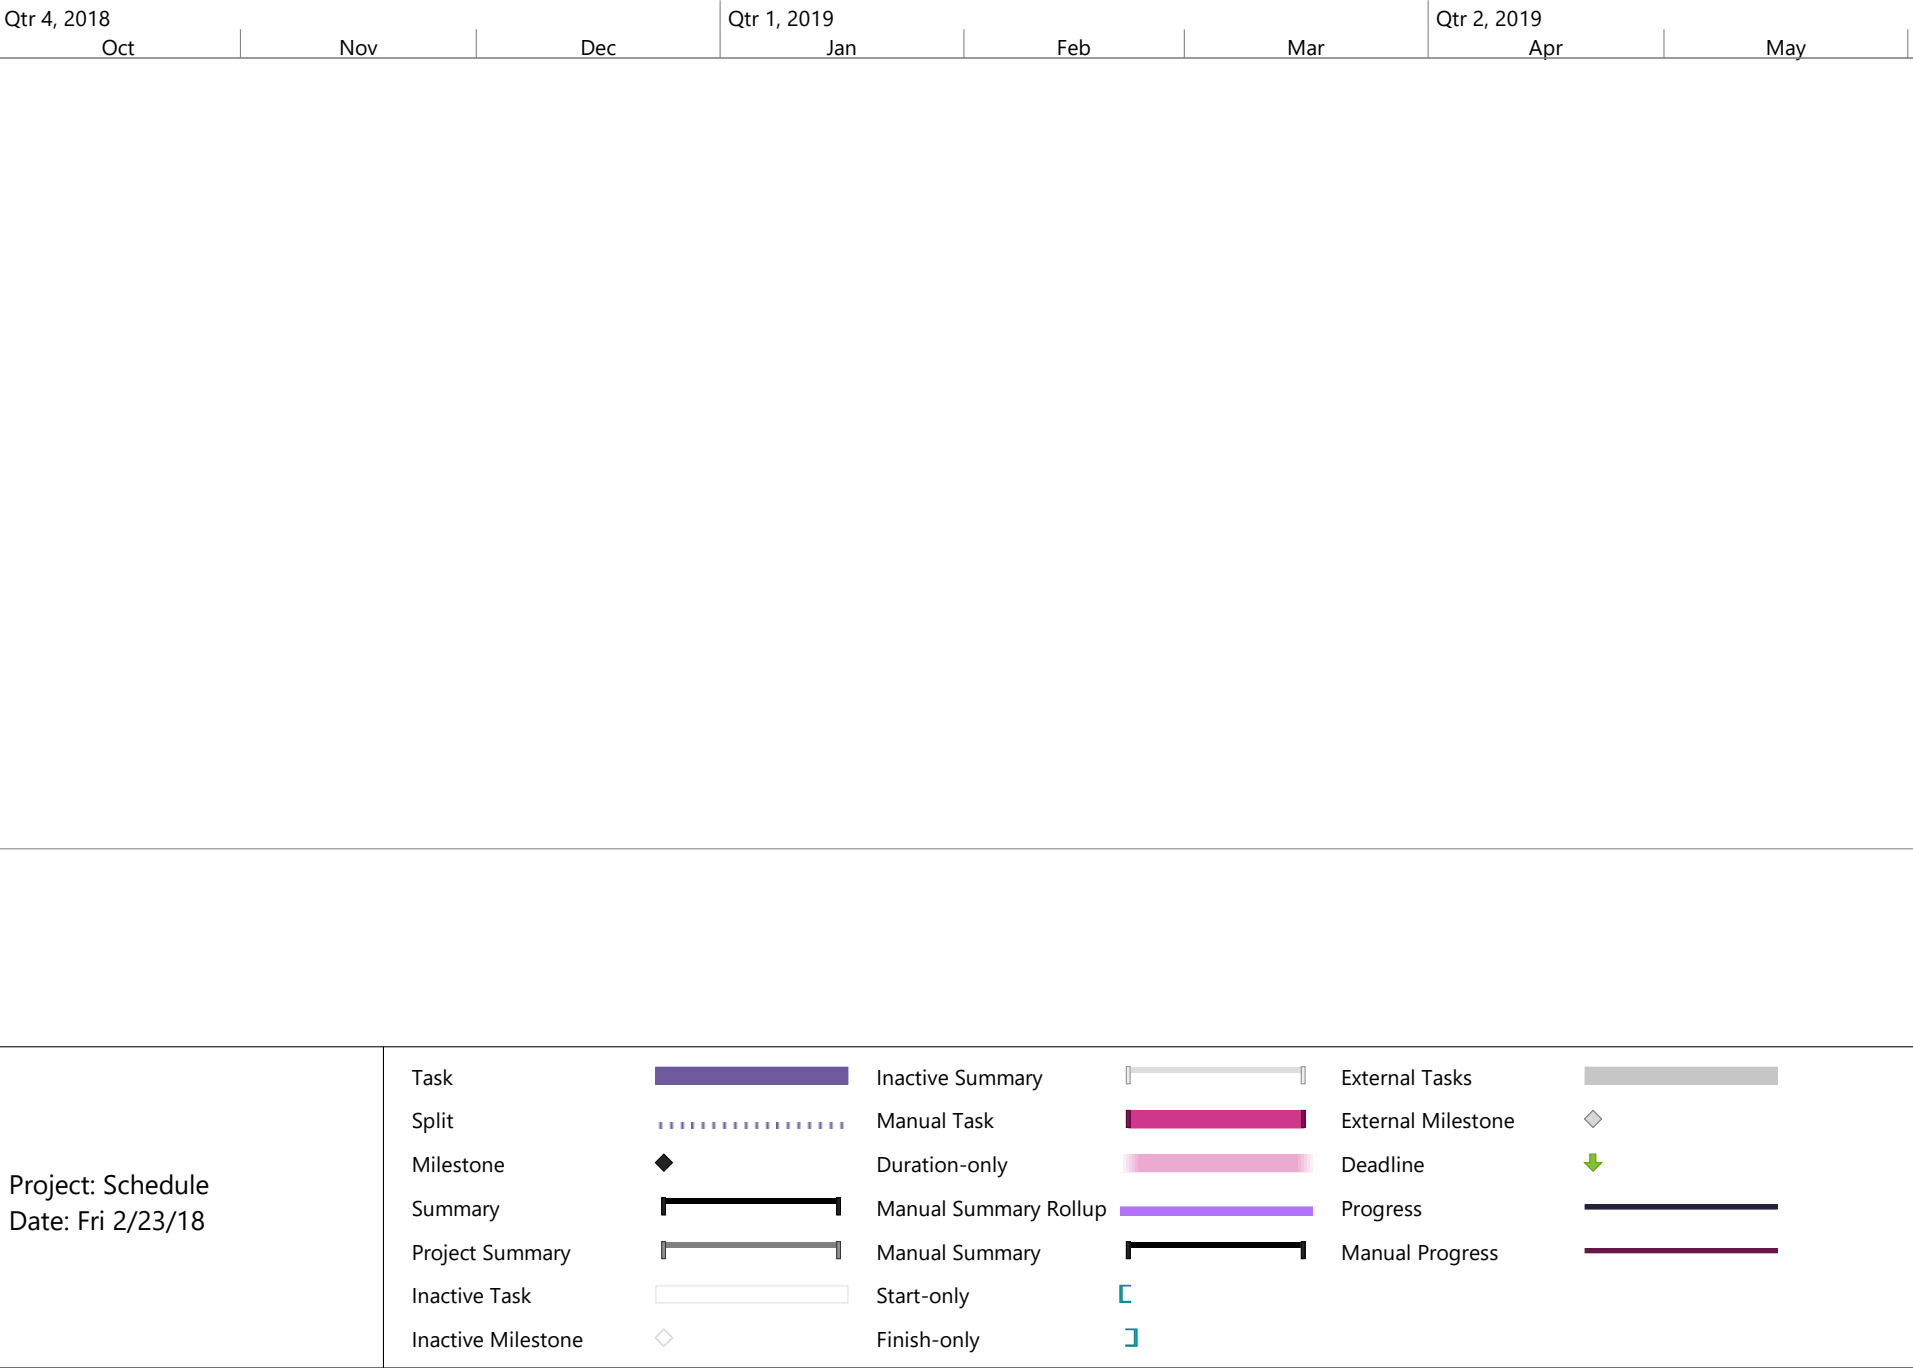 Qtr 4, 2018 Qtr 1, 2019 Qtr 2, 2019
Oct Nov Dec Jan Feb Mar Apr May
Project: Schedule
Date: Fri 2/23/18
Task
Split
Milestone
Summary
Project Summary
Inactive Task
Inactive Milestone
Inactive Summary
Manual Task
Duration-only
Manual Summary Rollup
Manual Summary
Start-only
Finish-only
External Tasks
External Milestone
Deadline
Progress
Manual Progress